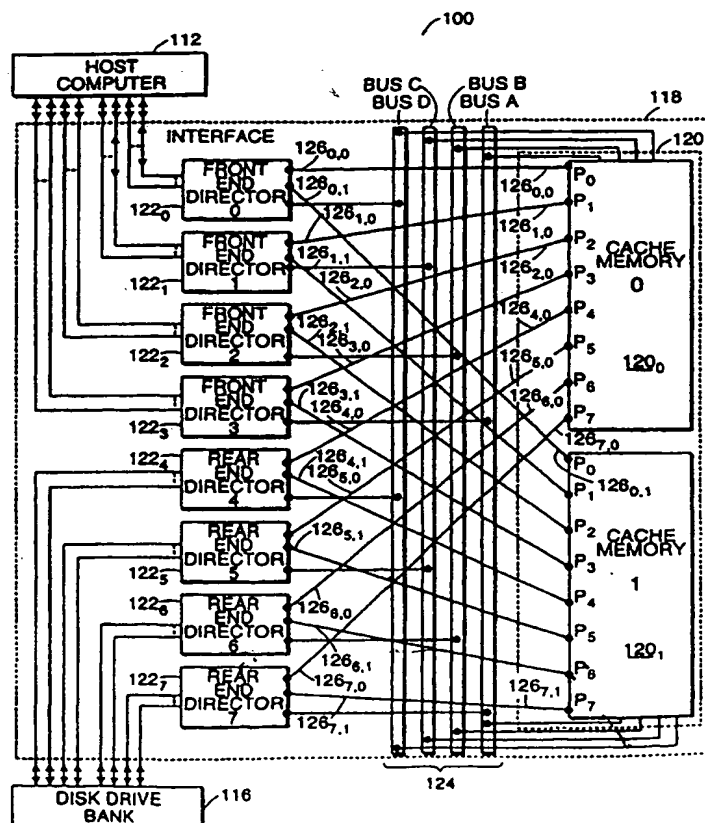 100
112
HOST
COMPUTER
BUS C
BUS D
BUS B
BUS A
118
INTERFACE
120
FRONT
END
DIRECTOR
0
122₀
126₀,₀
126₀,₁
126₁,₀
126₀,₀
P₀
P₁
126₁,₀
P₂
126₂,₀
P₃
P₄
126₄,₀
P₅
126₅,₀
P₆
126₆,₀
P₇
126₇,₀
CACHE
MEMORY
0
120₀
FRONT
END
DIRECTOR
1
122₁
126₁,₁
126₂,₀
FRONT
END
DIRECTOR
2
122₂
126₂,₁
126₃,₀
FRONT
END
DIRECTOR
3
122₃
126₃,₁
126₄,₀
REAR
END
DIRECTOR
4
122₄
126₄,₁
126₅,₀
P₀
126₀,₁
P₁
P₂
P₃
P₄
P₅
P₆
P₇
CACHE
MEMORY
1
120₁
REAR
END
DIRECTOR
5
122₅
126₅,₁
REAR
END
DIRECTOR
6
122₆
126₆,₀
126₆,₁
REAR
END
DIRECTOR
7
122₇
126₇,₀
126₇,₁
126₇,₁
124
DISK DRIVE
BANK
116